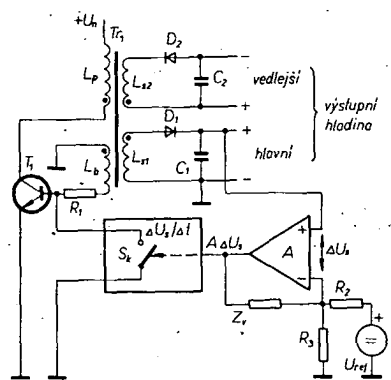 +Un
Tr1
D2
−
Lp
Ls2
C2
vedlejší
+
výstupní
hladina
D1
+
T1
Lb
Ls1
C1
hlavní
−
R1
ΔUs/Δt
Sk
A ΔUs
A
+
−
ΔUs
Zv
R2
R3
+
=
Uref